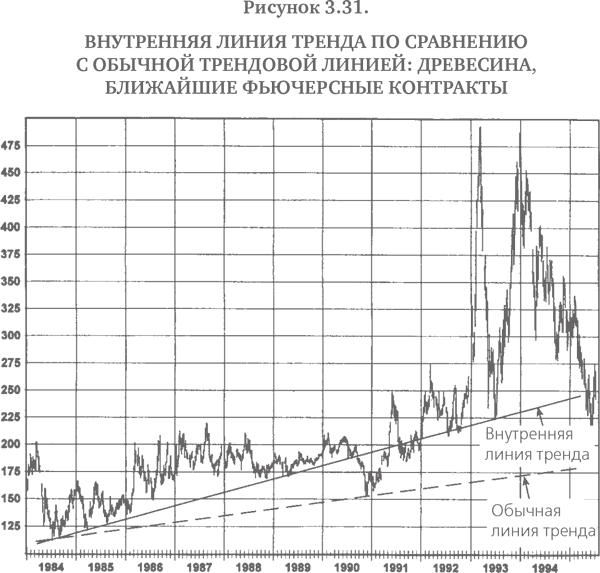 Рисунок 3.31.
ВНУТРЕННЯЯ ЛИНИЯ ТРЕНДА ПО СРАВНЕНИЮ
С ОБЫЧНОЙ ТРЕНДОВОЙ ЛИНИЕЙ: ДРЕВЕСИНА,
БЛИЖАЙШИЕ ФЬЮЧЕРСНЫЕ КОНТРАКТЫ
475
450
425
400
375
350
325
300
275
250
225
200
175
150
125
Внутренняя
линия тренда
Обычная
линия тренда
1984 1985 1986 1987 1988 1989 1990 1991 1992 1993 1994